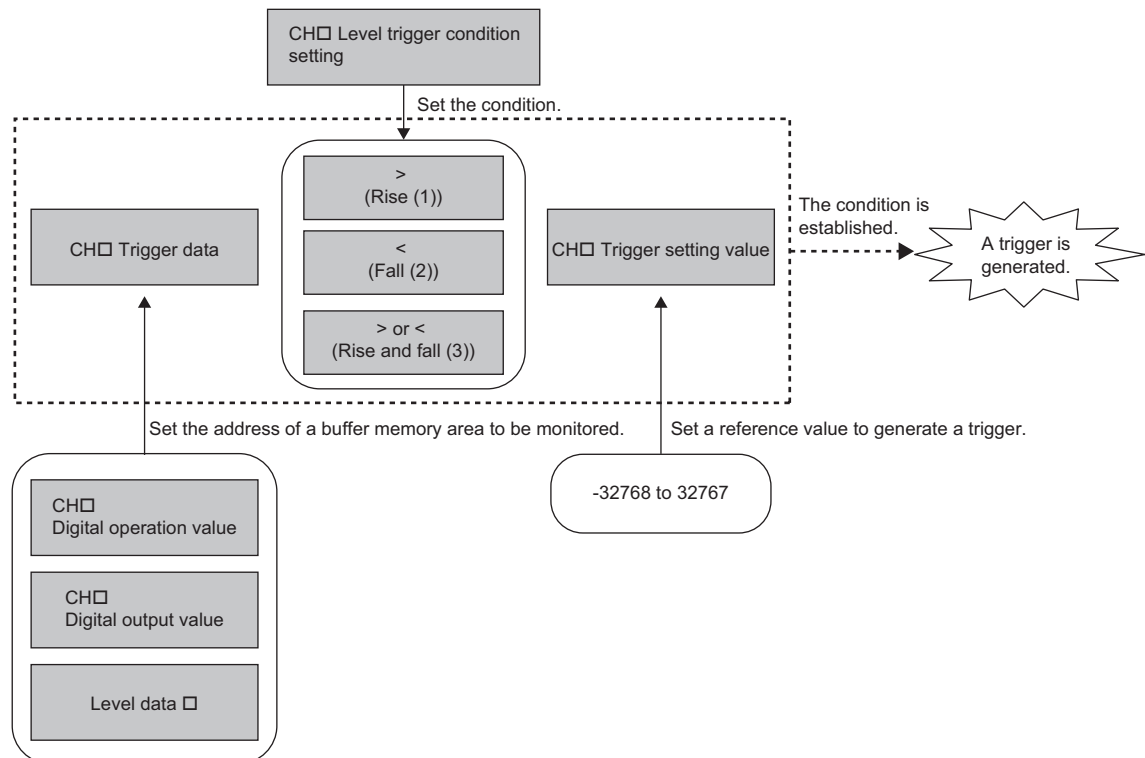 CH□ Level trigger condition
setting
Set the condition.
>
(Rise (1))
CH□ Trigger data
<
(Fall (2))
CH□ Trigger setting value
> or <
(Rise and fall (3))
The condition is
established.
A trigger is
generated.
Set the address of a buffer memory area to be monitored.
Set a reference value to generate a trigger.
CH□
Digital operation value
-32768 to 32767
CH□
Digital output value
Level data □